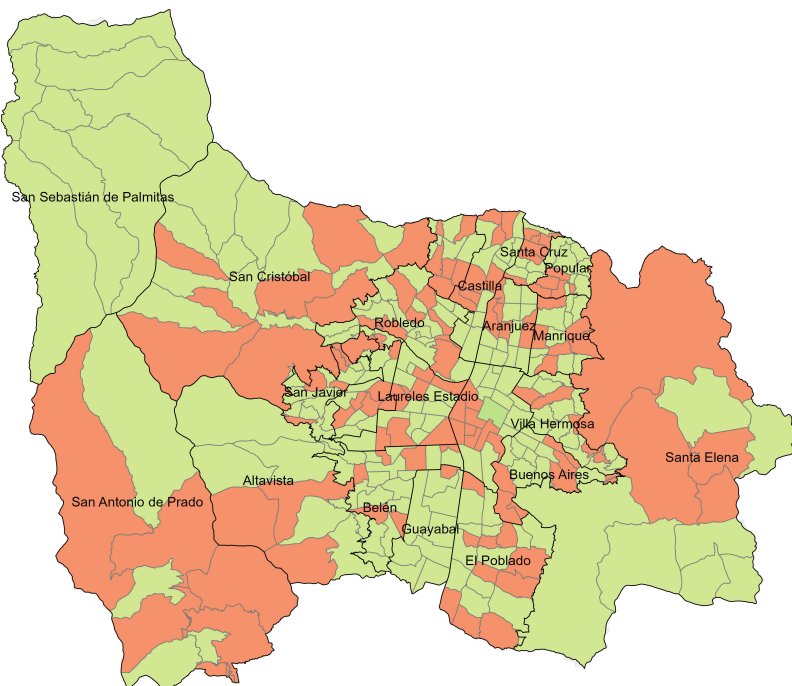 San Sebastián de Palmitas
Santa Cruz
Popular
San Cristóbal
Castilla
Robledo
Aranjuez
Manrique
San Javier
Laureles Estadio
Villa Hermosa
Santa Elena
Buenos Aires
Altavista
San Antonio de Prado
Belén
Guayabal
El Poblado